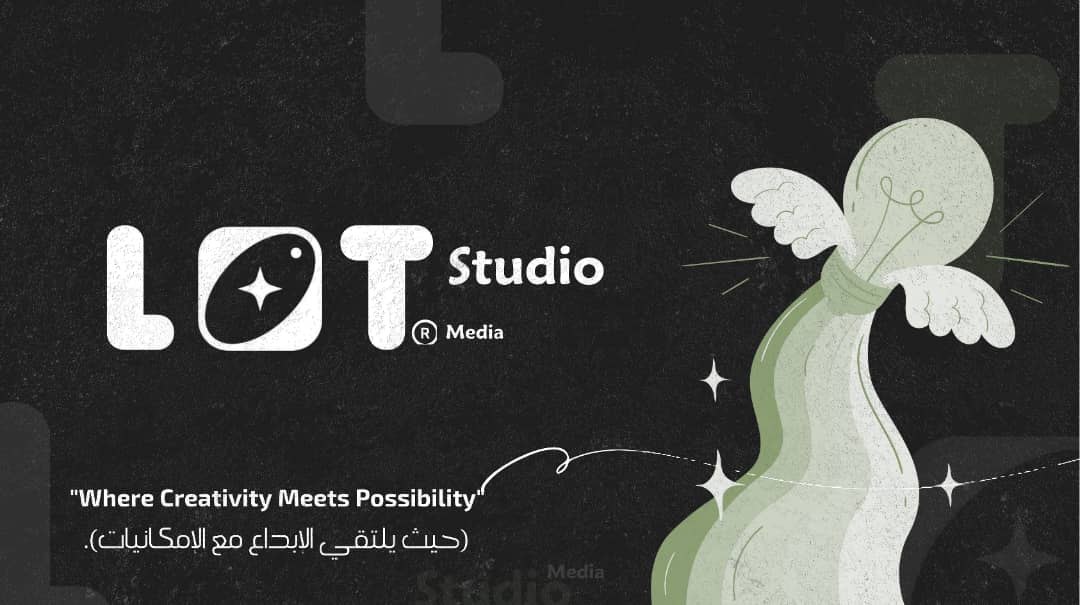 LOT Studio
® Media
"Where Creativity Meets Possibility"
(حيث يلتقي الابداع مع الامكانيات).
Media
Studio